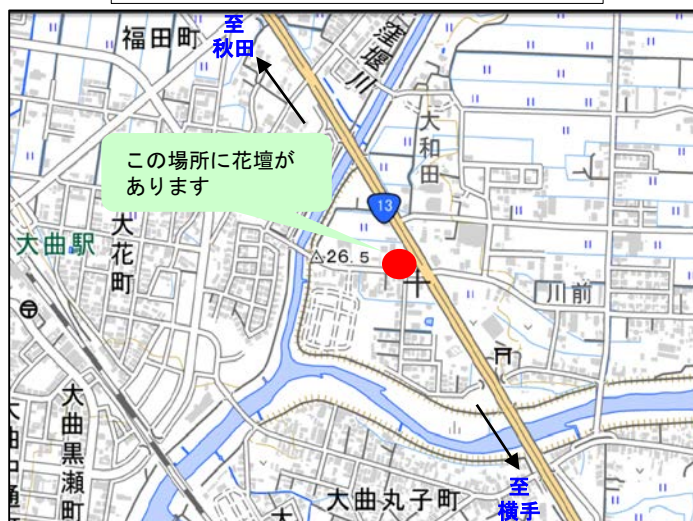 至
秋田
福田町
窪堰川
大和田
この場所に花壇が
あります
13
大花町
大曲駅
26.5
川前
大曲黒瀬町
大曲丸子町
至
横手